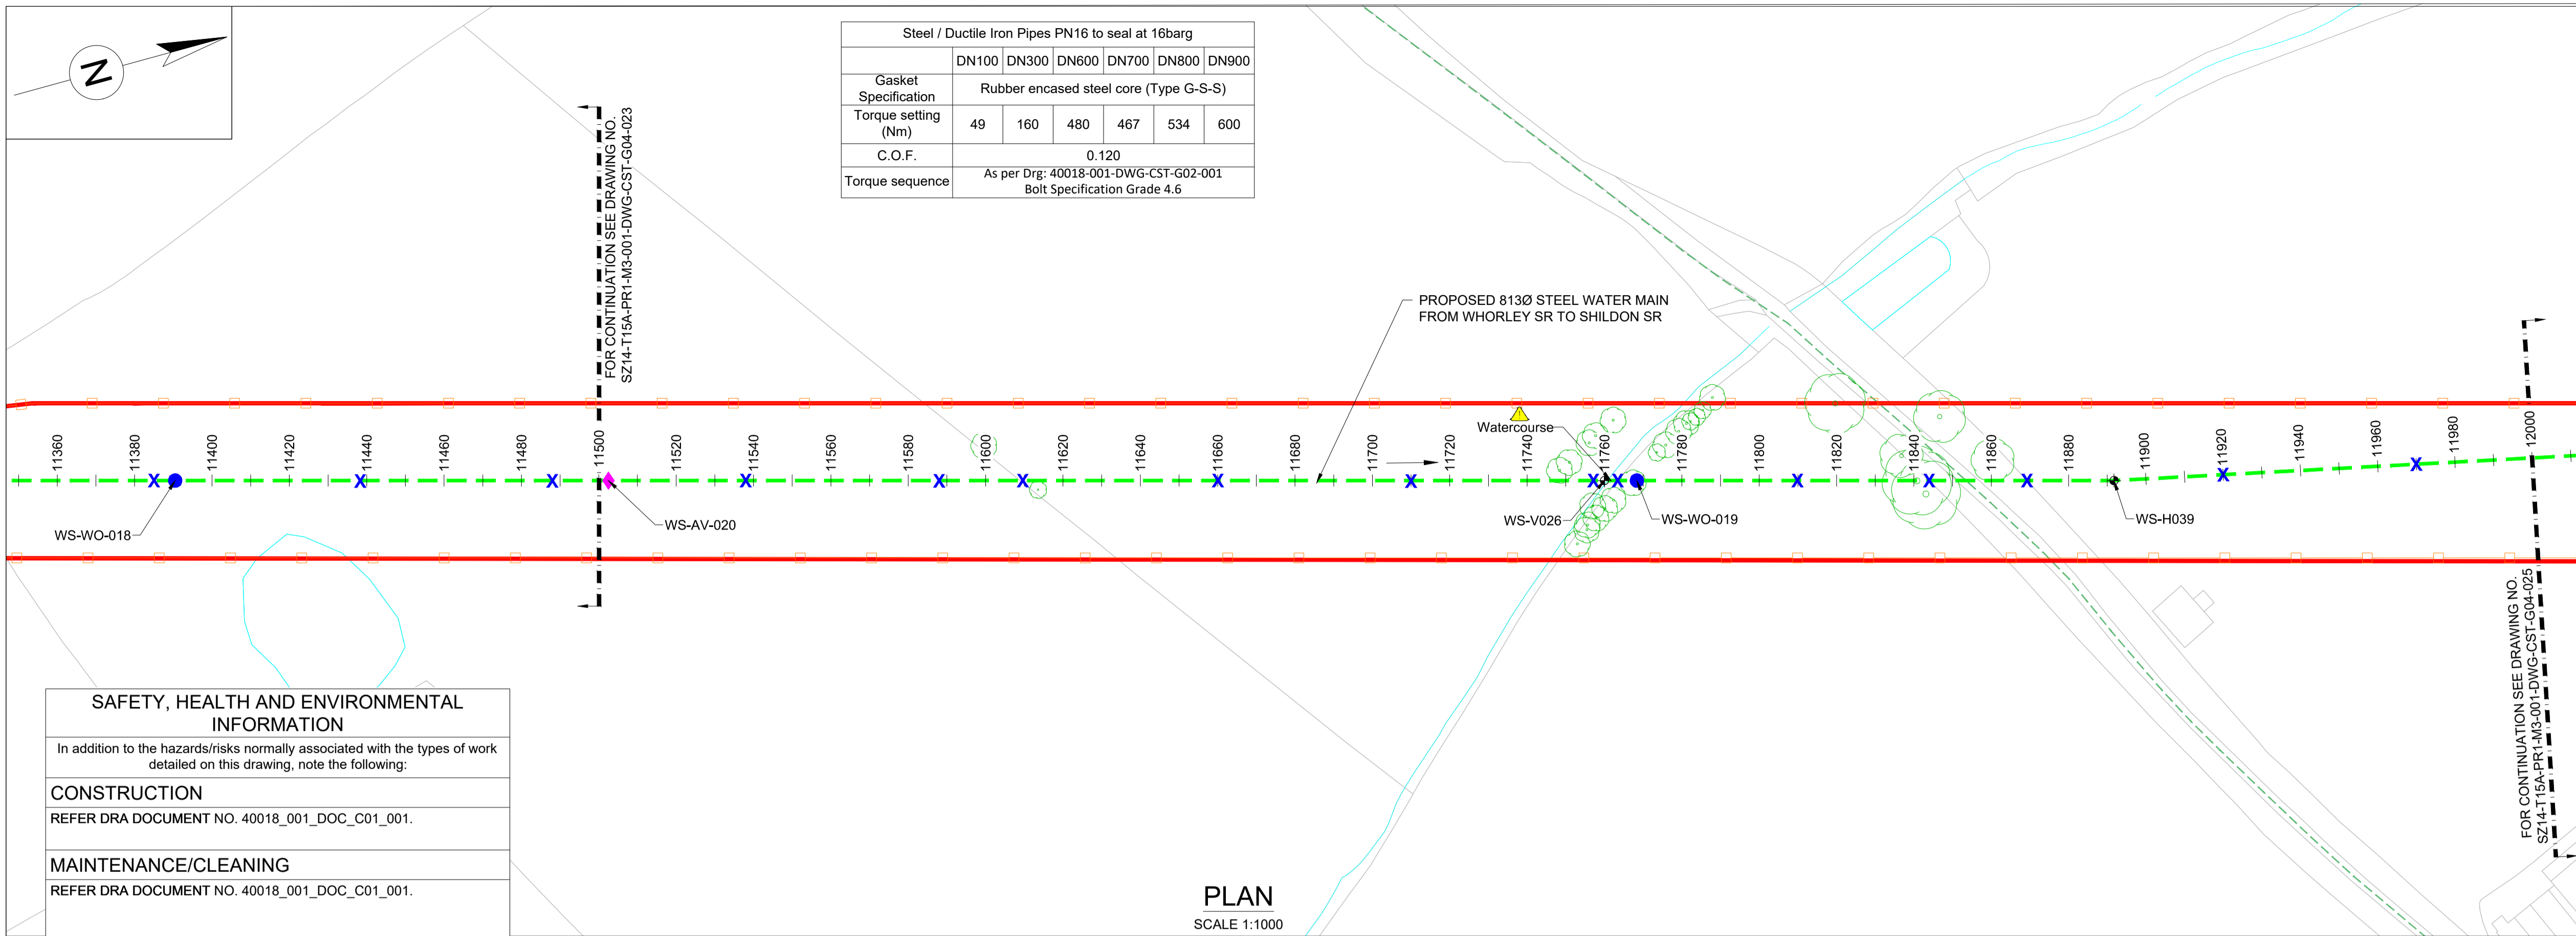 N
Steel / Ductile Iron Pipes PN16 to seal at 16barg
DN100 DN300 DN600 DN700 DN800 DN900
Gasket
Specification
Rubber encased steel core (Type G-S-S)
Torque setting
(Nm)
49 160 480 467 534 600
C.O.F.
0.120
Torque sequence
As per Drg: 40018-001-DWG-CST-G02-001
Bolt Specification Grade 4.6
FOR CONTINUATION SEE DRAWING NO.
SZ14-T15A-PR1-M3-001-DWG-CST-G04-023
PROPOSED 813Ø STEEL WATER MAIN
FROM WHORLEY SR TO SHILDON SR
Watercourse
11360 11380 11400 11420 11440 11460 11480 11500 11520 11540 11560 11580 11600 11620 11640 11660 11680 11700 11720 11740 11760 11780 11800 11820 11840 11860 11880 11900 11920 11940 11960 11980 12000
X X X X X X X X X X X X X X X X
WS-WO-018
WS-AV-020
WS-V026
WS-WO-019
WS-H039
FOR CONTINUATION SEE DRAWING NO.
SZ14-T15A-PR1-M3-001-DWG-CST-G04-025
SAFETY, HEALTH AND ENVIRONMENTAL
INFORMATION
In addition to the hazards/risks normally associated with the types of work
detailed on this drawing, note the following:
CONSTRUCTION
REFER DRA DOCUMENT NO. 40018_001_DOC_C01_001.
MAINTENANCE/CLEANING
REFER DRA DOCUMENT NO. 40018_001_DOC_C01_001.
PLAN
SCALE 1:1000